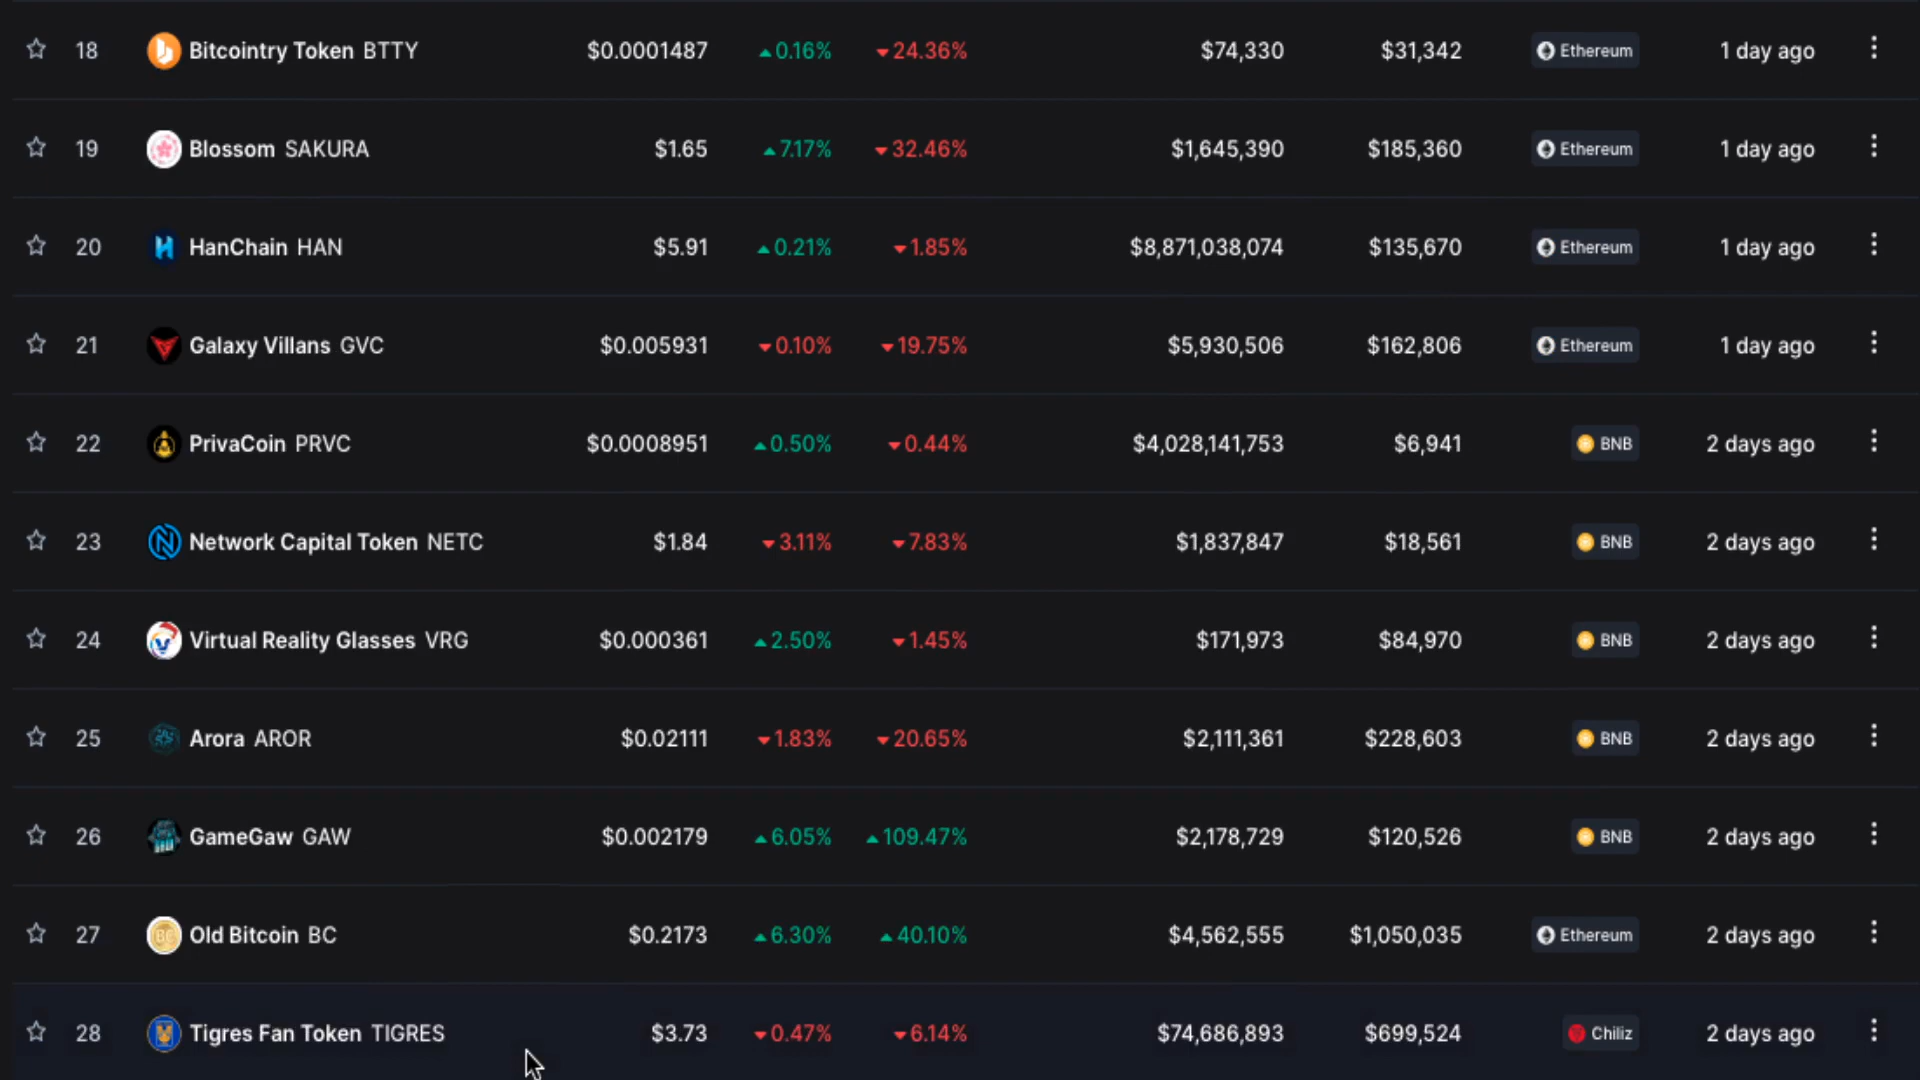 18 Bitcointry Token BTTY $0.0001487 0.16% 24.36% $74,330 $31,342 Ethereum 1 day ago
19 Blossom SAKURA $1.65 7.17% 32.46% $1,645,390 $185,360 Ethereum 1 day ago
20 HanChain HAN $5.91 0.21% 1.85% $8,871,038,074 $135,670 Ethereum 1 day ago
21 Galaxy Villans GVC $0.005931 0.10% 19.75% $5,930,506 $162,806 Ethereum 1 day ago
22 PrivaCoin PRVC $0.0008951 0.50% 0.44% $4,028,141,753 $6,941 BNB 2 days ago
23 Network Capital Token NETC $1.84 3.11% 7.83% $1,837,847 $18,561 BNB 2 days ago
24 Virtual Reality Glasses VRG $0.000361 2.50% 1.45% $171,973 $84,970 BNB 2 days ago
25 Arora AROR $0.02111 1.83% 20.65% $2,111,361 $228,603 BNB 2 days ago
26 GameGaw GAW $0.002179 6.05% 109.47% $2,178,729 $120,526 BNB 2 days ago
27 Old Bitcoin BC $0.2173 6.30% 40.10% $4,562,555 $1,050,035 Ethereum 2 days ago
28 Tigres Fan Token TIGRES $3.73 0.47% 6.14% $74,686,893 $699,524 Chiliz 2 days ago